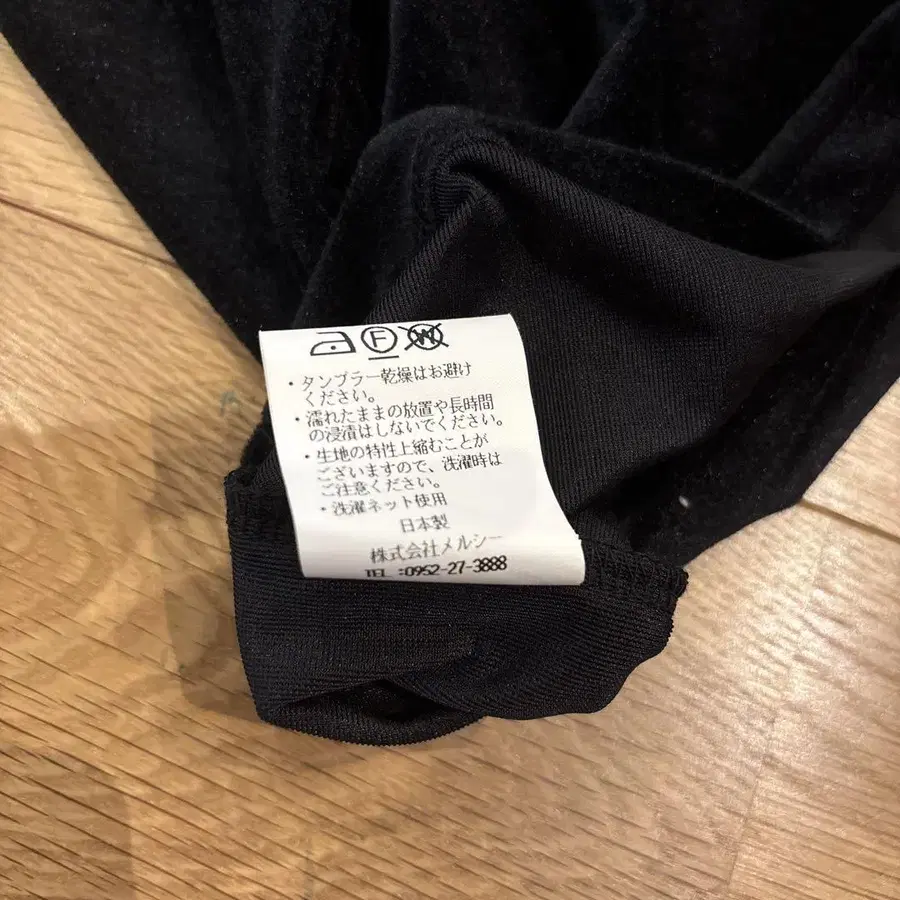 F W
・タンブラー乾燥はお避け
ください。
・濡れたままの放置や長時間
の浸漬はしないでください。
・生地の特性上縮むことが
ございますので、洗濯時は
ご注意ください。
・洗濯ネット使用
日本製
株式会社メルシー
TEL :0952-27-3888